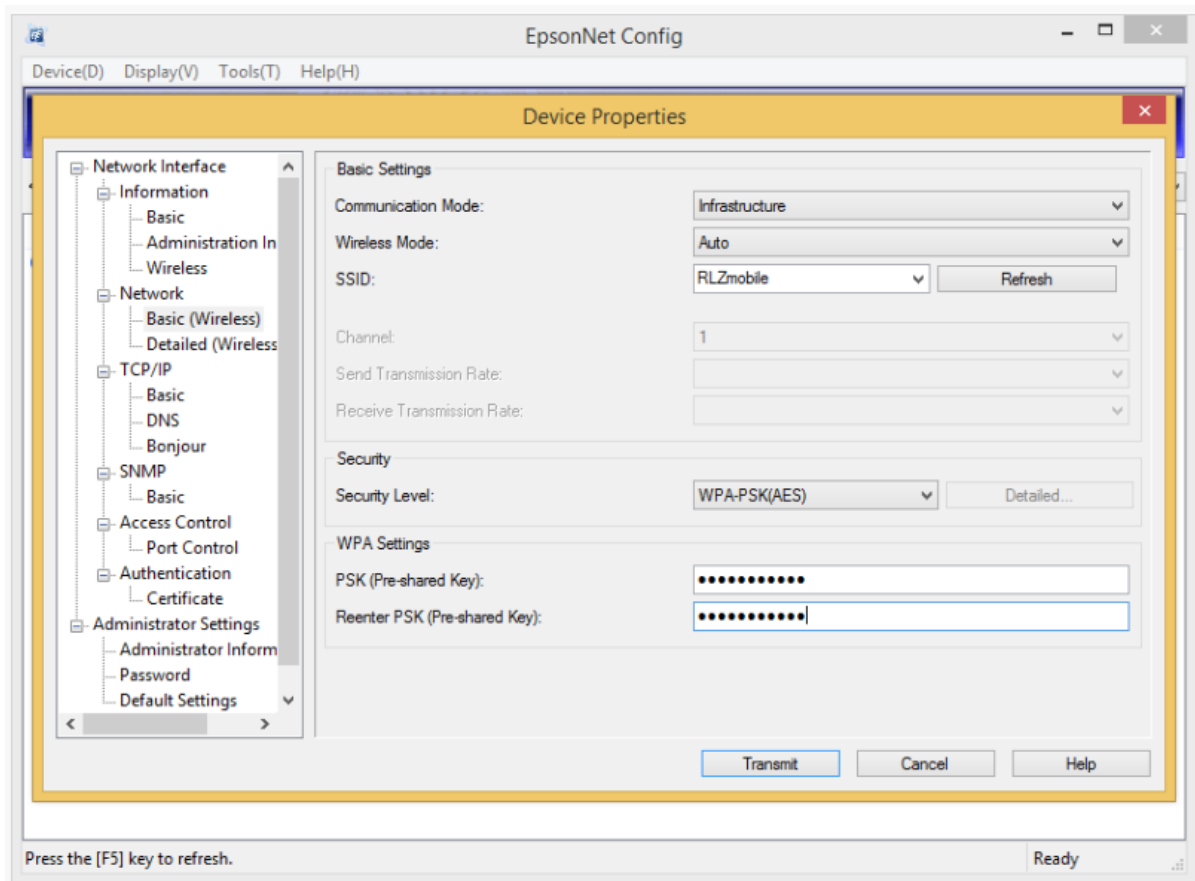 EpsonNet Config
Device(D) Display(V) Tools(T) Help(H)
Device Properties
Network Interface
Information
Basic
Administration In
Wireless
Network
Basic (Wireless)
Detailed (Wireless
TCP/IP
Basic
DNS
Bonjour
SNMP
Basic
Access Control
Port Control
Authentication
Certificate
Administrator Settings
Administrator Inform
Password
Default Settings
Basic Settings
Communication Mode: Infrastructure
Wireless Mode: Auto
SSID: RLZmobile Refresh
Channel: 1
Send Transmission Rate:
Receive Transmission Rate:
Security
Security Level: WPA-PSK(AES) Detailed...
WPA Settings
PSK (Pre-shared Key): •••••••••••
Reenter PSK (Pre-shared Key): •••••••••••
Transmit Cancel Help
Press the [F5] key to refresh. Ready